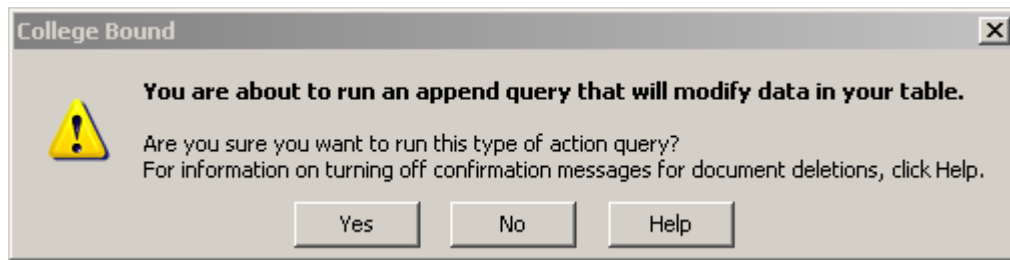 College Bound
You are about to run an append query that will modify data in your table.
Are you sure you want to run this type of action query?
For information on turning off confirmation messages for document deletions, click Help.
Yes No Help